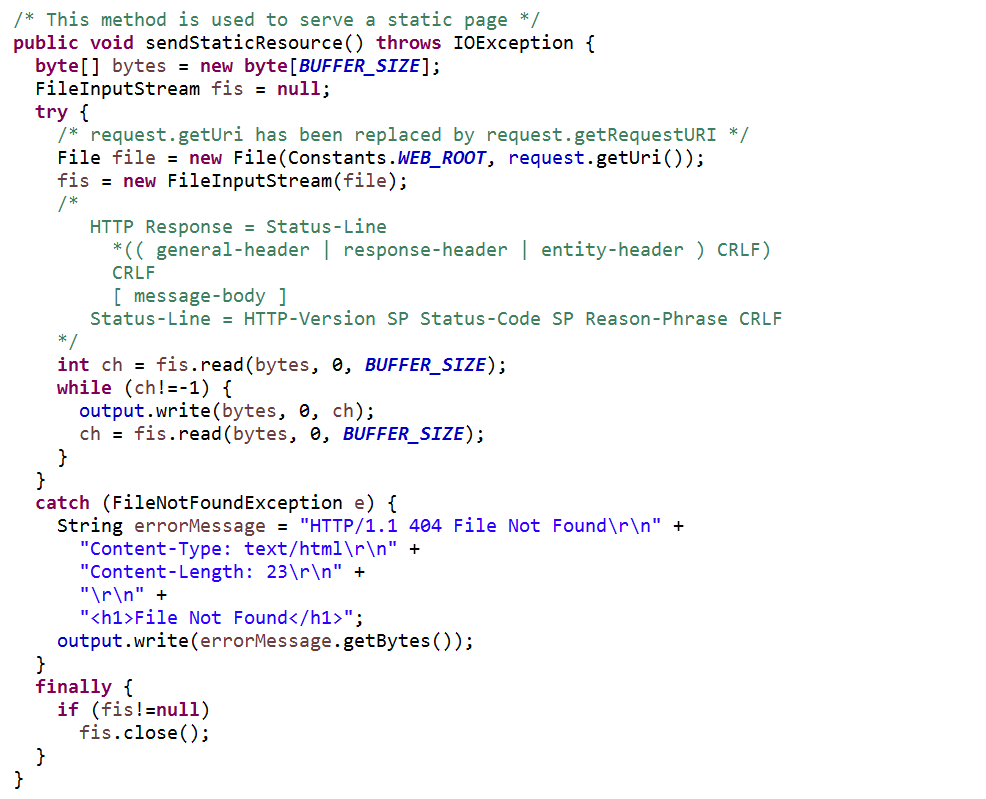 /* This method is used to serve a static page */
public void sendStaticResource() throws IOException {
  byte[] bytes = new byte[BUFFER_SIZE];
  FileInputStream fis = null;
  try {
    /* request.getUri has been replaced by request.getRequestURI */
    File file = new File(Constants.WEB_ROOT, request.getUri());
    fis = new FileInputStream(file);
    /*
       HTTP Response = Status-Line
         *(( general-header | response-header | entity-header ) CRLF)
         CRLF
         [ message-body ]
       Status-Line = HTTP-Version SP Status-Code SP Reason-Phrase CRLF
    */
    int ch = fis.read(bytes, 0, BUFFER_SIZE);
    while (ch!=-1) {
      output.write(bytes, 0, ch);
      ch = fis.read(bytes, 0, BUFFER_SIZE);
    }
  }
  catch (FileNotFoundException e) {
    String errorMessage = "HTTP/1.1 404 File Not Found\r\n" +
      "Content-Type: text/html\r\n" +
      "Content-Length: 23\r\n" +
      "\r\n" +
      "<h1>File Not Found</h1>";
    output.write(errorMessage.getBytes());
  }
  finally {
    if (fis!=null)
      fis.close();
  }
}